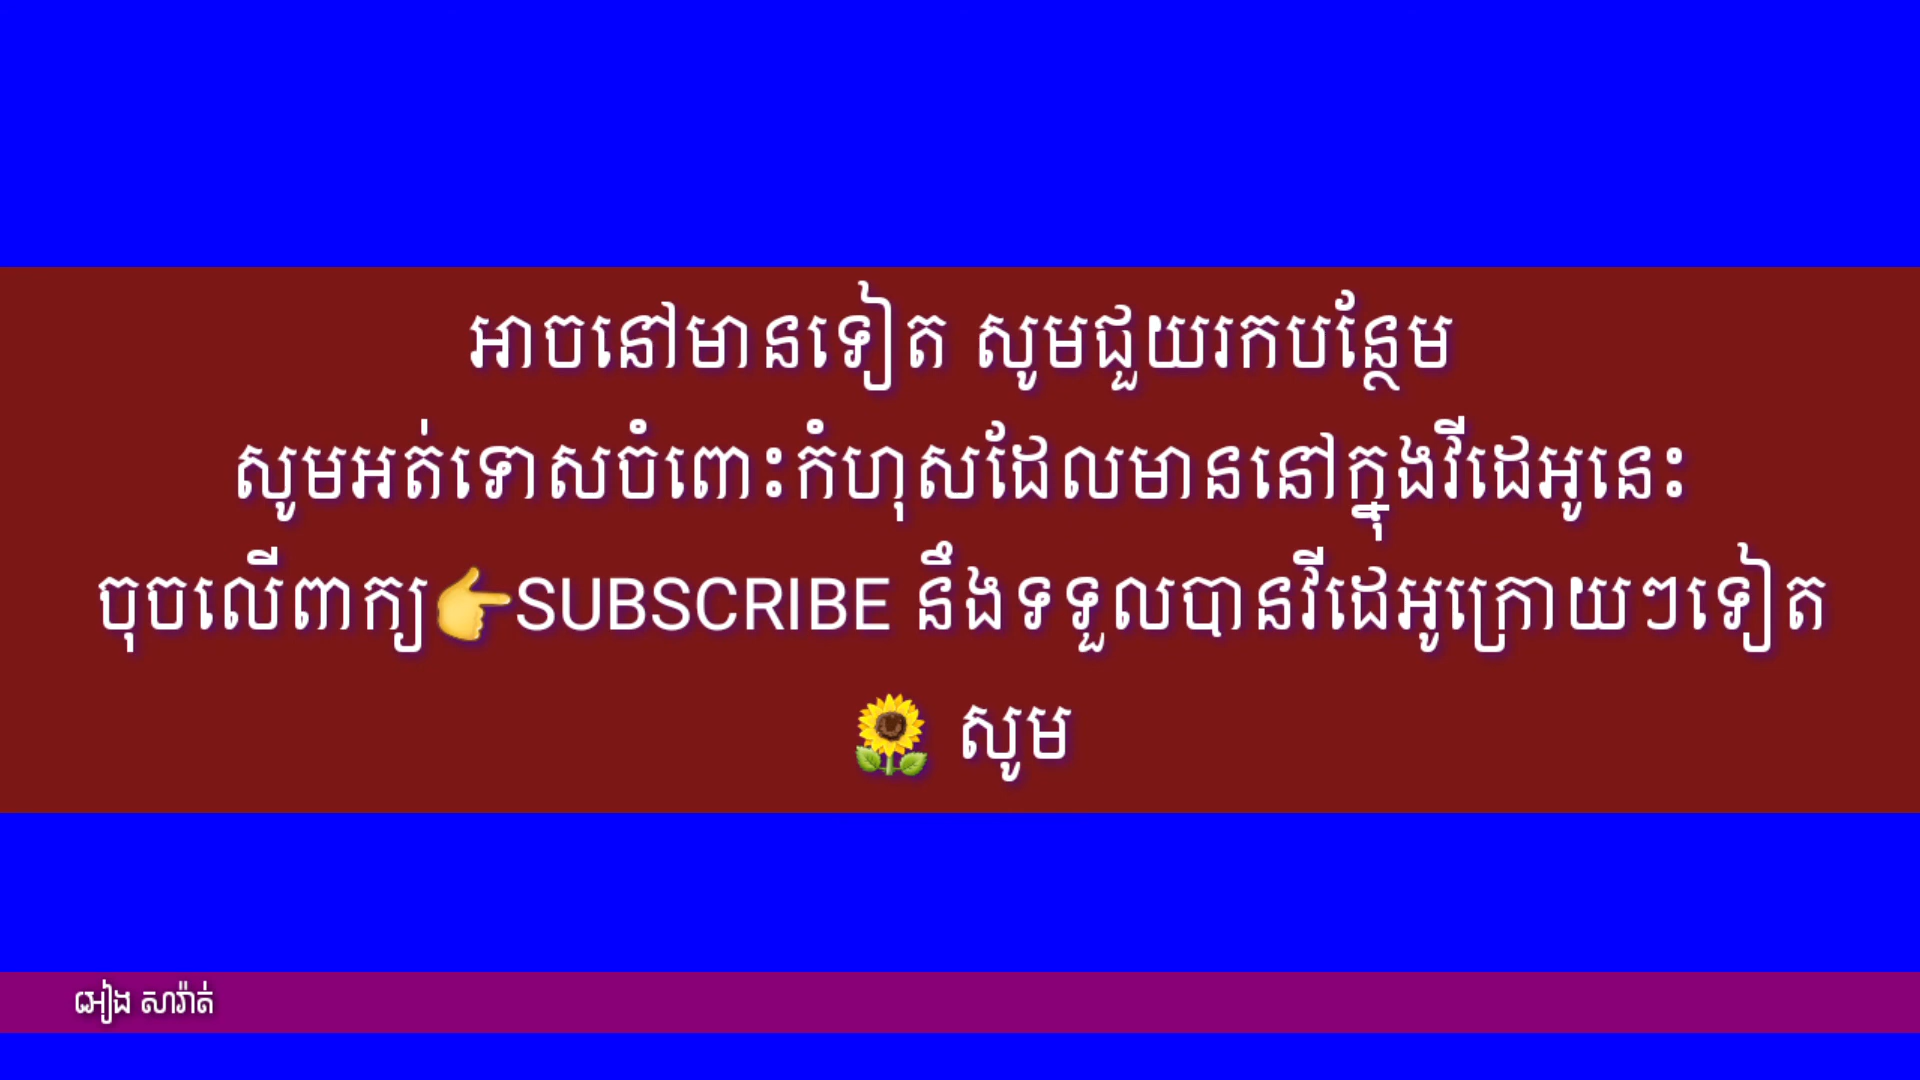 អាចនៅមានទៀត សូមជួយរកបន្ថែម
សូមអត់ទោសចំពោះកំហុសដែលមាននៅក្នុងវីដេអូនេះ
ចុចលើពាក្យ👉SUBSCRIBE នឹងទទួលបានវីដេអូក្រោយៗទៀត
🌻 សូម
អៀង សារ៉ាត់